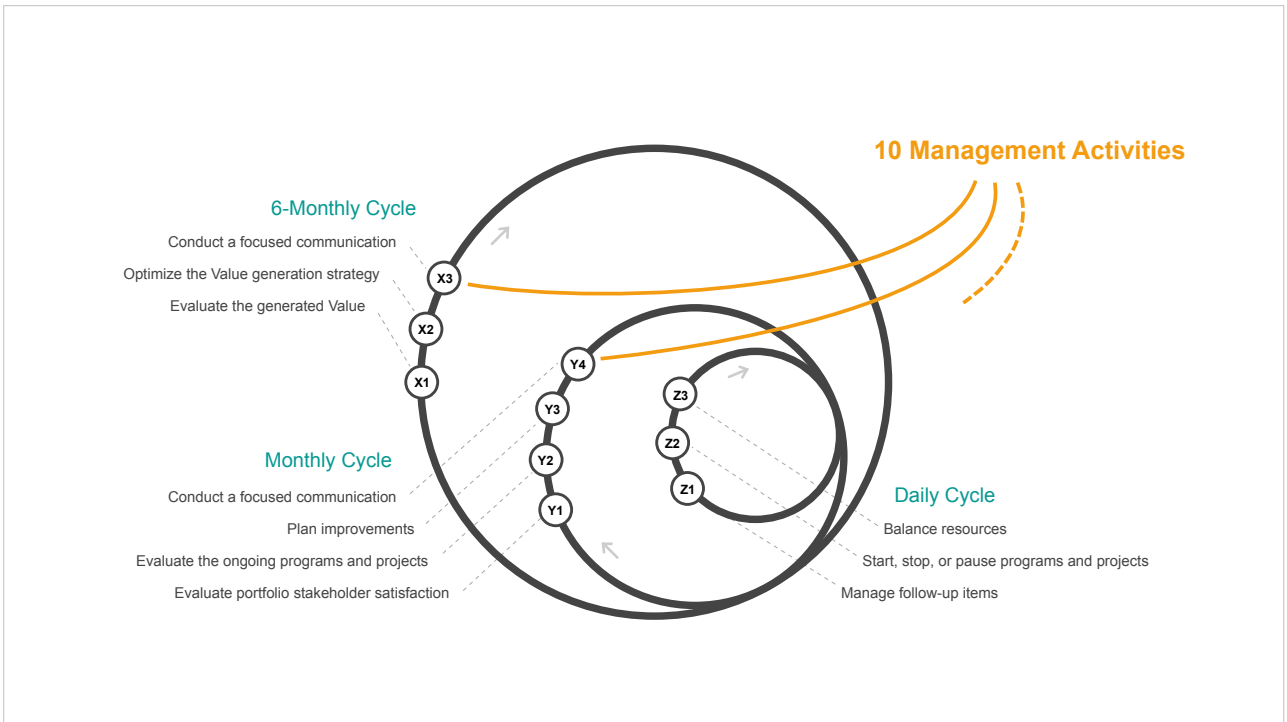 10 Management Activities
6-Monthly Cycle
Conduct a focused communication
Optimize the Value generation strategy
Evaluate the generated Value
X3
X2
X1
Monthly Cycle
Conduct a focused communication
Plan improvements
Evaluate the ongoing programs and projects
Evaluate portfolio stakeholder satisfaction
Y4
Y3
Y2
Y1
Z3
Z2
Z1
Daily Cycle
Balance resources
Start, stop, or pause programs and projects
Manage follow-up items